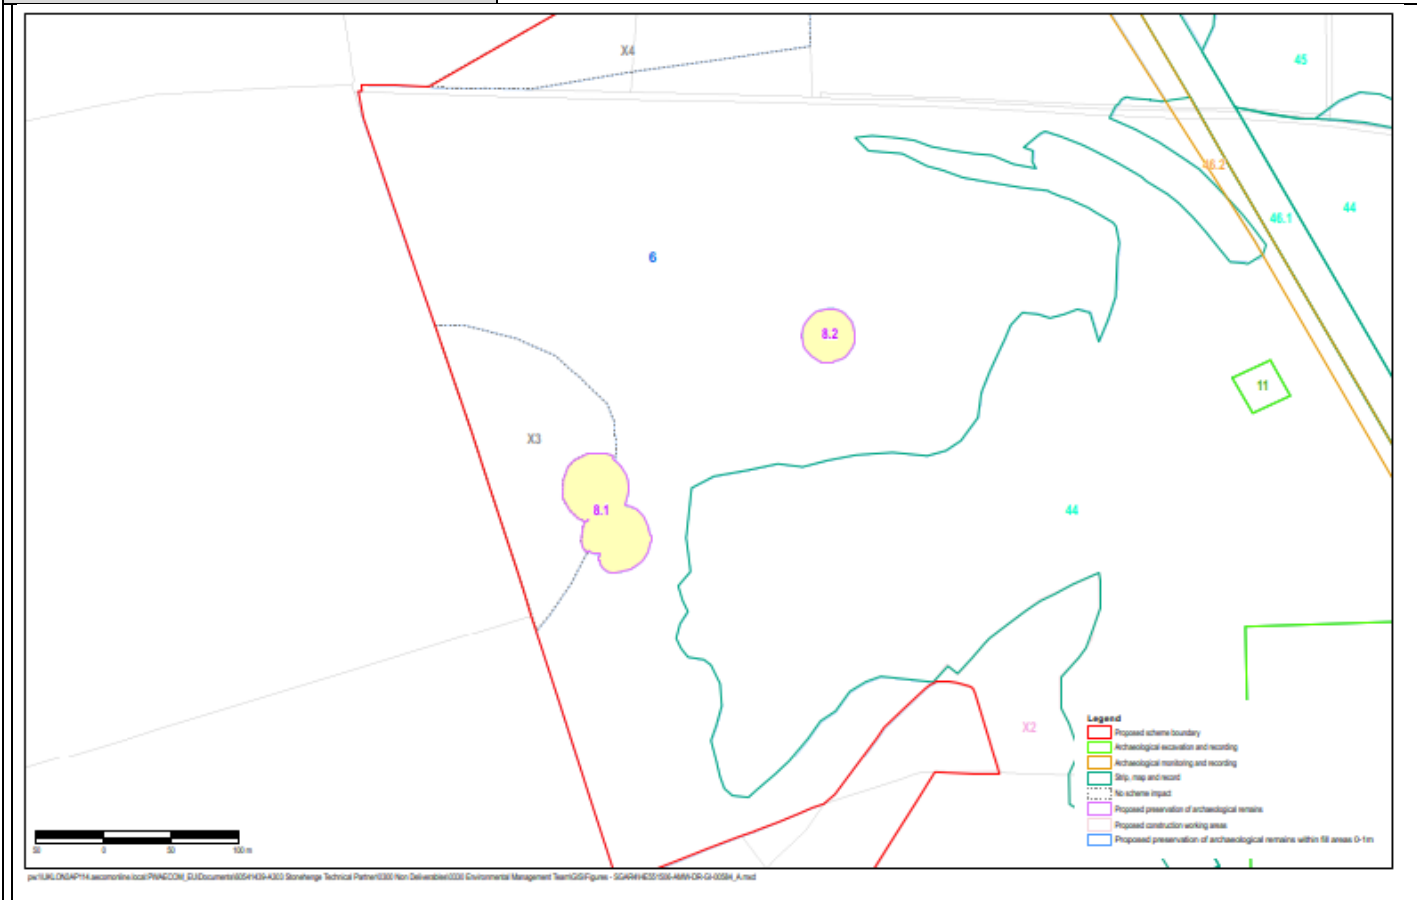 X4
45
46.2
44
46.1
6
8.2
11
X3
8.1
44
X2
Legend
Proposed scheme boundary
Archaeological excavation and recording
Archaeological monitoring and recording
Strip, map and record
No scheme impact
Proposed preservation of archaeological remains
Proposed construction working areas
Proposed preservation of archaeological remains within fill areas 0-1m
50 0 50 100 m